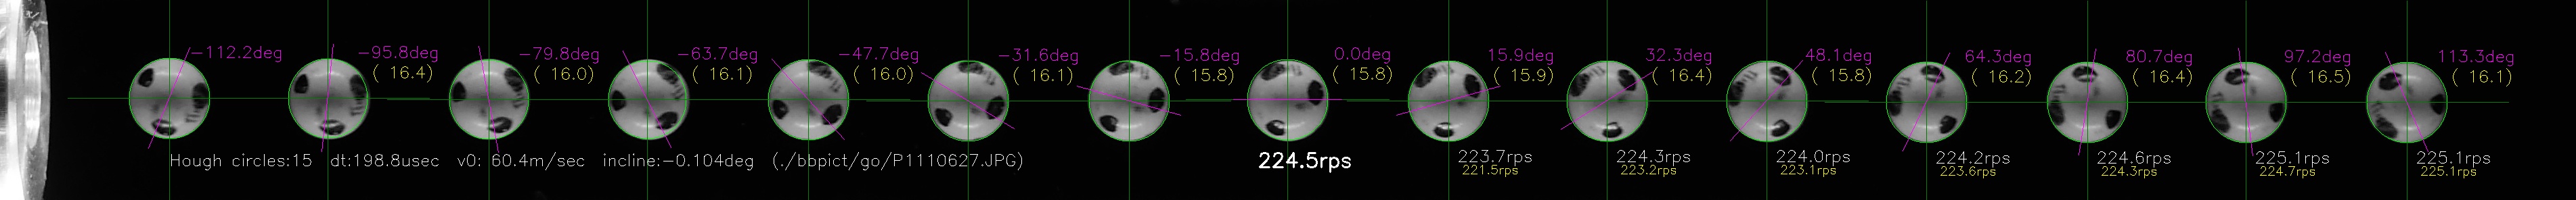 -112.2deg -95.8deg -79.8deg -63.7deg -47.7deg -31.6deg -15.8deg 0.0deg 15.9deg 32.3deg 48.1deg 64.3deg 80.7deg 97.2deg 113.3deg
( 16.4) ( 16.0) ( 16.1) ( 16.0) ( 16.1) ( 15.8) ( 15.8) ( 15.9) ( 16.4) ( 15.8) ( 16.2) ( 16.4) ( 16.5) ( 16.1)
Hough circles:15 dt:198.8usec v0: 60.4m/sec incline:-0.104deg (./bbpict/go/P1110627.JPG) 224.5rps 223.7rps 224.3rps 224.0rps 224.2rps 224.6rps 225.1rps 225.1rps
221.5rps 223.2rps 223.1rps 223.6rps 224.3rps 224.7rps 225.1rps